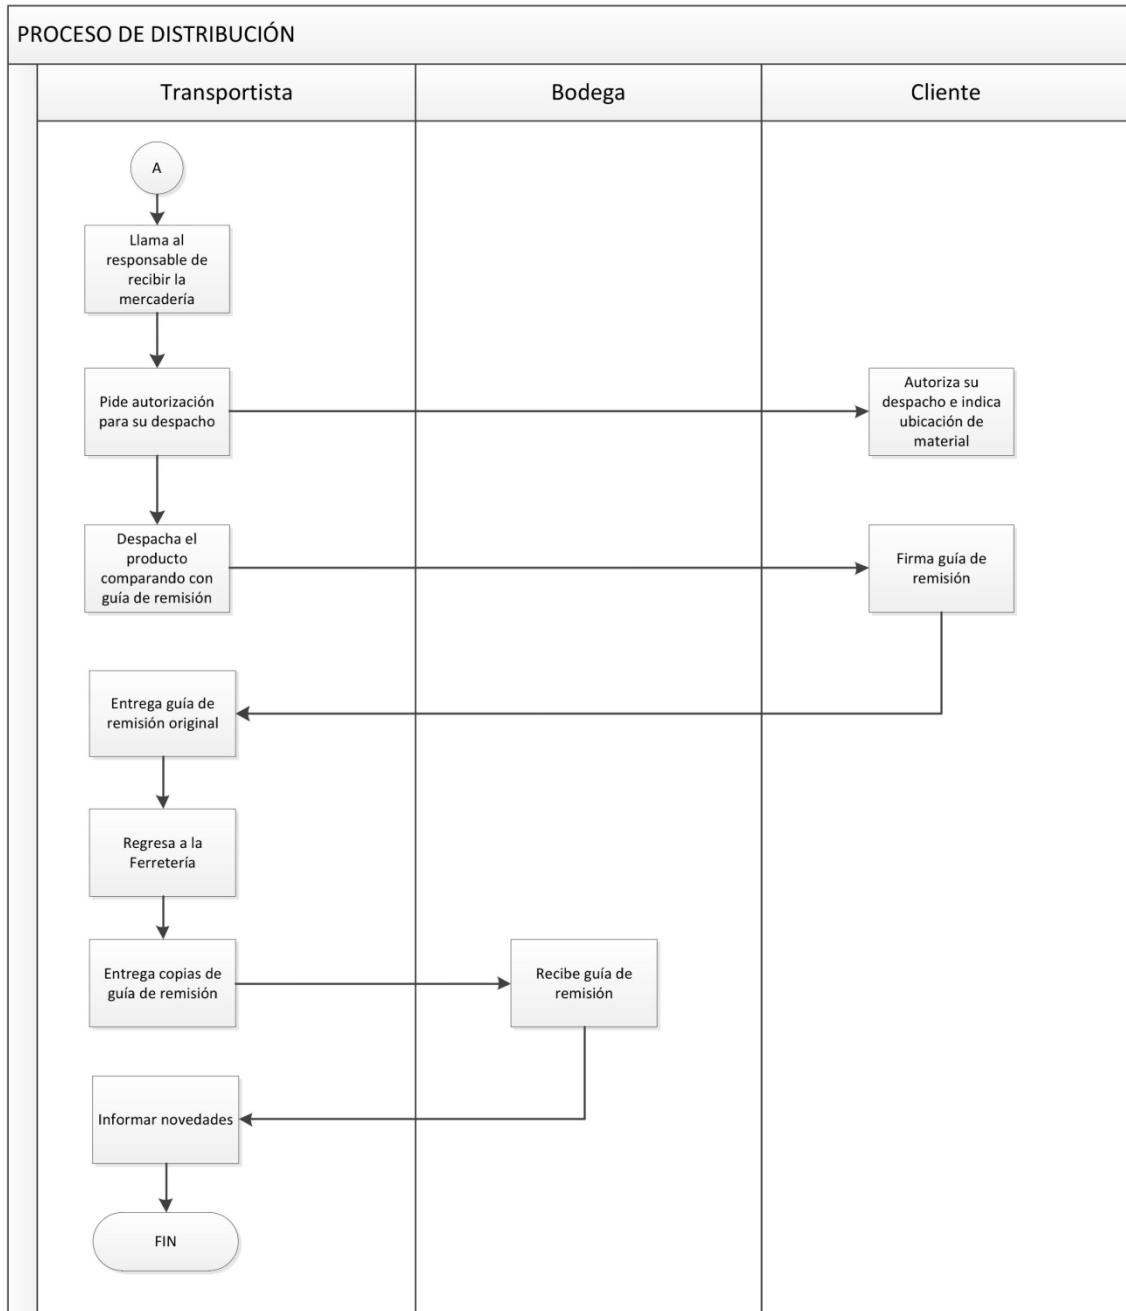 PROCESO DE DISTRIBUCIÓN
Transportista
Bodega
Cliente
A
Llama al
responsable de
recibir la
mercadería
Pide autorización
para su despacho
Autoriza su
despacho e indica
ubicación de
material
Despacha el
producto
comparando con
guía de remisión
Firma guía de
remisión
Entrega guía de
remisión original
Regresa a la
Ferretería
Entrega copias de
guía de remisión
Recibe guía de
remisión
Informar novedades
FIN